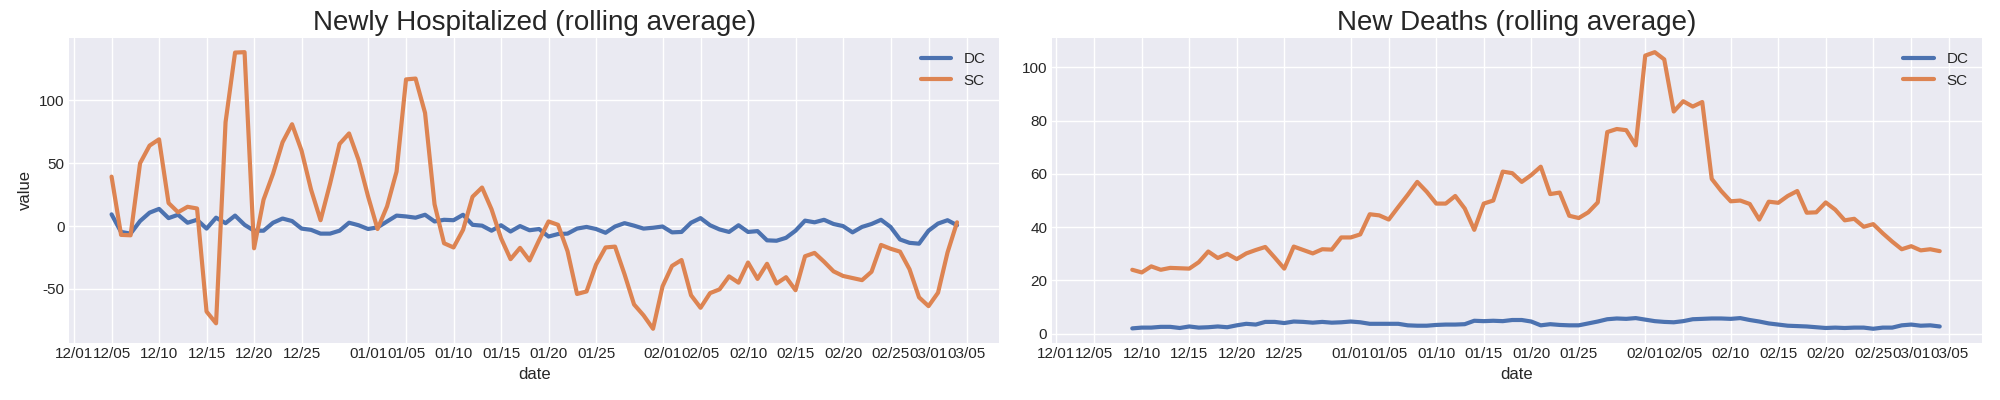 Newly Hospitalized (rolling average)
DC
SC
100
50
0
-50
value
12/01 12/05 12/10 12/15 12/20 12/25 01/01 01/05 01/10 01/15 01/20 01/25 02/01 02/05 02/10 02/15 02/20 02/25 03/01 03/05
date
New Deaths (rolling average)
DC
SC
100
80
60
40
20
0
12/01 12/05 12/10 12/15 12/20 12/25 01/01 01/05 01/10 01/15 01/20 01/25 02/01 02/05 02/10 02/15 02/20 02/25 03/01 03/05
date